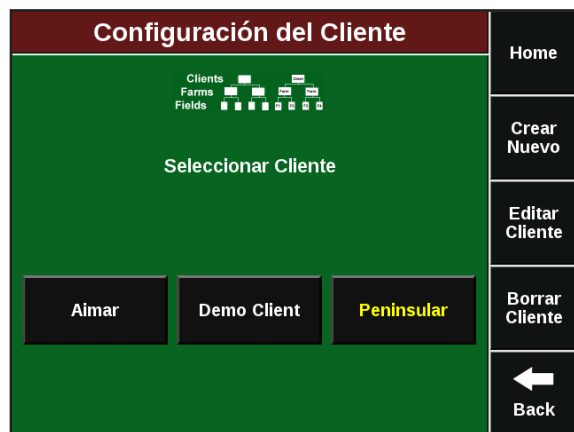 Configuración del Cliente
Clients
Farms
Fields
Seleccionar Cliente
Aimar
Demo Client
Peninsular
Home
Crear
Nuevo
Editar
Cliente
Borrar
Cliente
Back